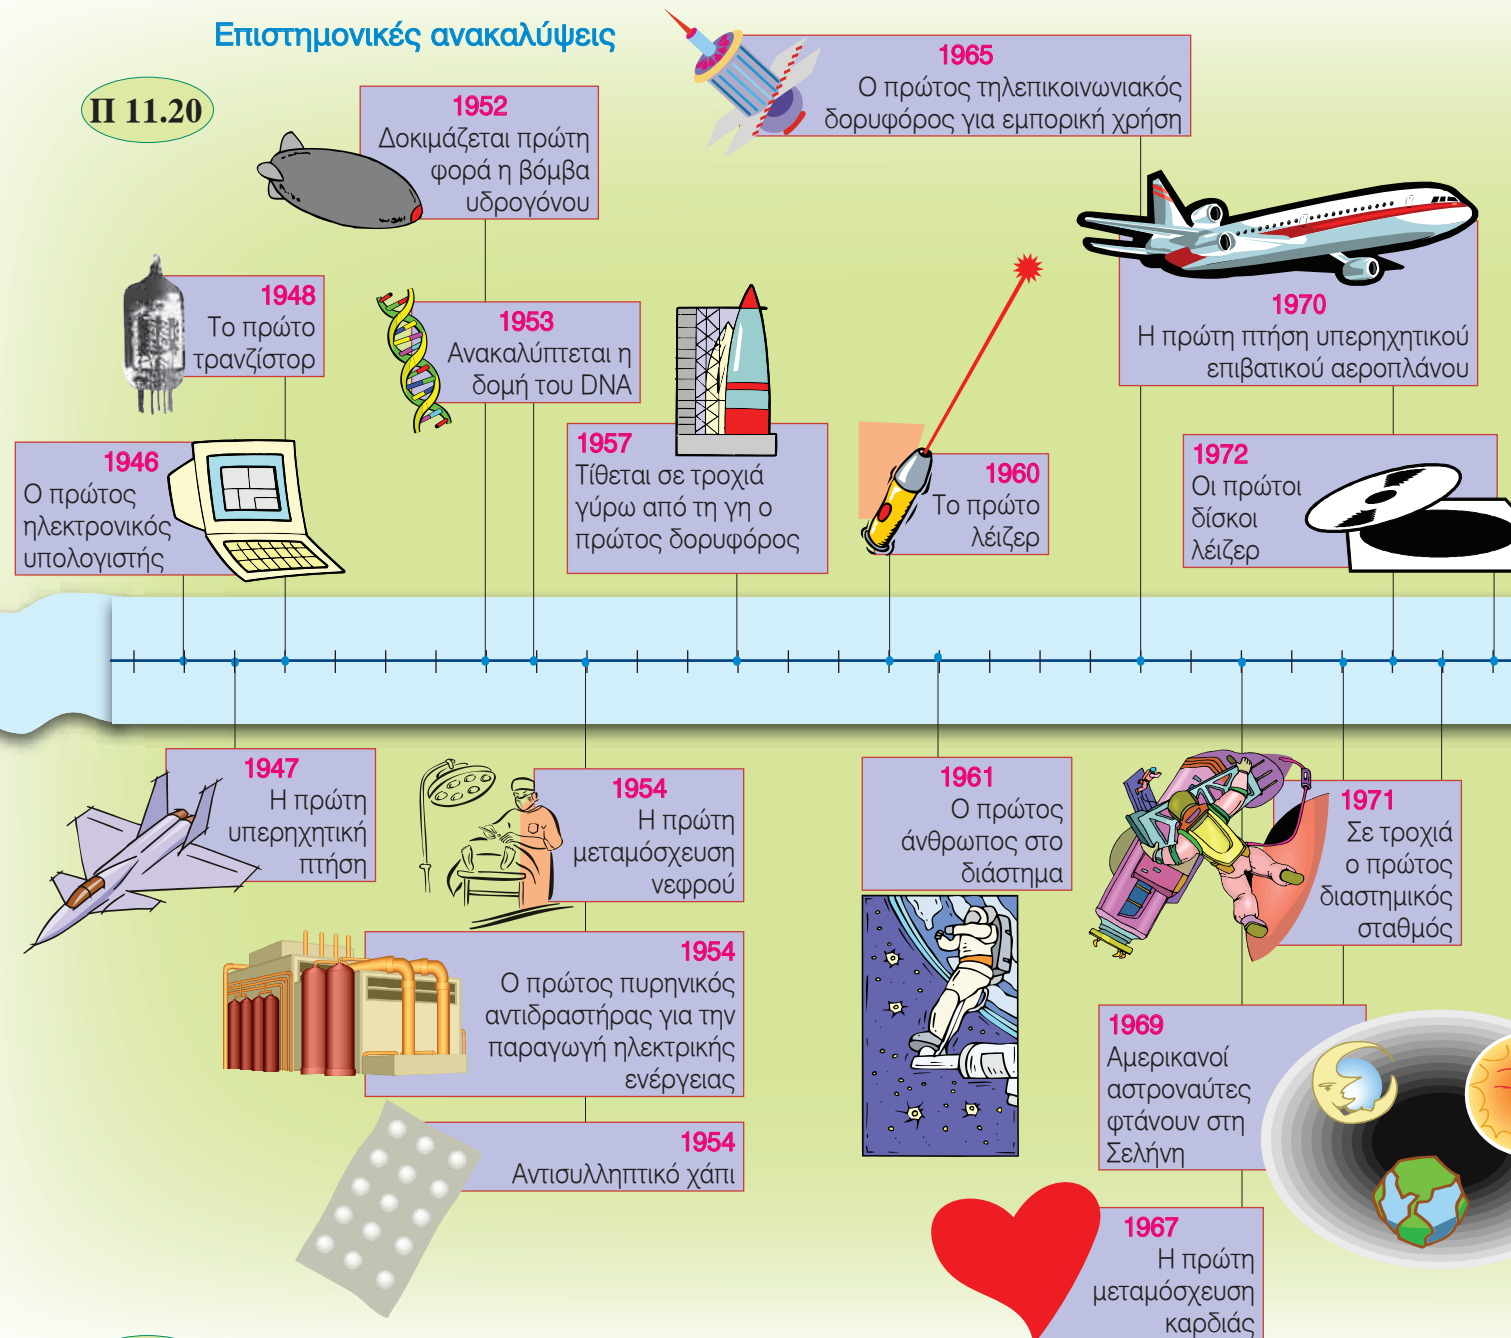 Επιστημονικές ανακαλύψεις
Π 11.20
1965
Ο πρώτος τηλεπικοινωνιακός
δορυφόρος για εμπορική χρήση
1952
Δοκιμάζεται πρώτη
φορά η βόμβα
υδρογόνου
1948
Το πρώτο
τρανζίστορ
1953
Ανακαλύπτεται η
δομή του DNA
1970
Η πρώτη πτήση υπερηχητικού
επιβατικού αεροπλάνου
1946
Ο πρώτος
ηλεκτρονικός
υπολογιστής
1957
Τίθεται σε τροχιά
γύρω από τη γη ο
πρώτος δορυφόρος
1960
Το πρώτο
λέιζερ
1972
Οι πρώτοι
δίσκοι
λέιζερ
1947
Η πρώτη
υπερηχητική
πτήση
1954
Η πρώτη
μεταμόσχευση
νεφρού
1961
Ο πρώτος
άνθρωπος στο
διάστημα
1971
Σε τροχιά
ο πρώτος
διαστημικός
σταθμός
1954
Ο πρώτος πυρηνικός
αντιδραστήρας για την
παραγωγή ηλεκτρικής
ενέργειας
1969
Αμερικανοί
αστροναύτες
φτάνουν στη
Σελήνη
1954
Αντισυλληπτικό χάπι
1967
Η πρώτη
μεταμόσχευση
καρδιάς